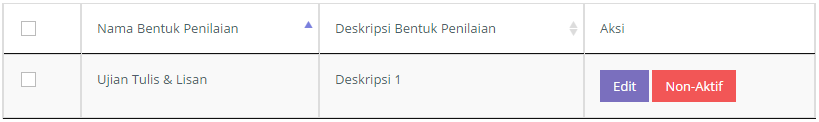 Nama Bentuk Penilaian Deskripsi Bentuk Penilaian Aksi
Ujian Tulis & Lisan Deskripsi 1 Edit Non-Aktif